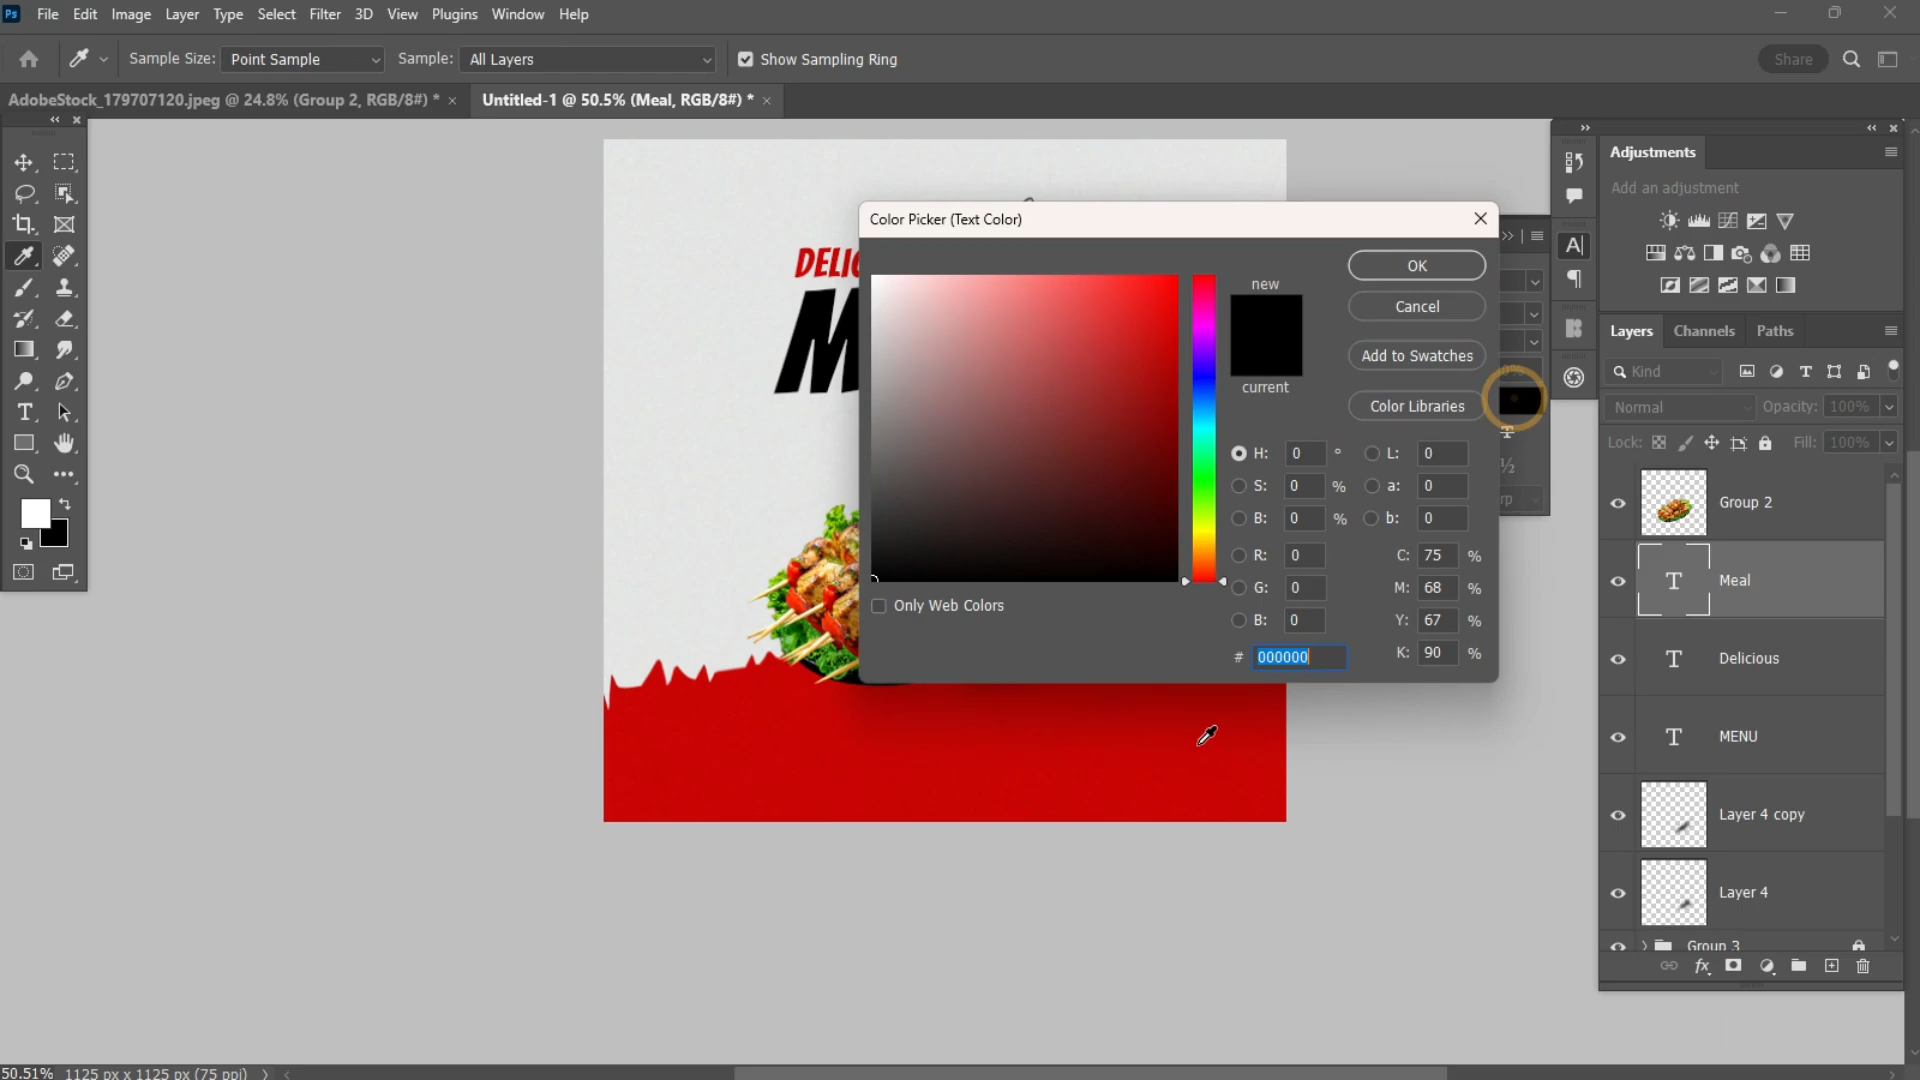 Ps File Edit Image Layer Type Select Filter 3D View Plugins Window Help
Sample Size: Point Sample Sample: All Layers Show Sampling Ring Share
AdobeStock_179707120.jpeg @ 24.8% (Group 2, RGB/8#) * Untitled-1 @ 50.5% (Meal, RGB/8#) *
Adjustments
Add an adjustment
Color Picker (Text Color)
OK
new
Cancel
Add to Swatches
current
Color Libraries
H: 0 ° L: 0
S: 0 % a: 0
B: 0 % b: 0
R: 0 C: 75 %
G: 0 M: 68 %
B: 0 Y: 67 %
# 000000 K: 90 %
Only Web Colors
DELIC
M
Layers Channels Paths
Kind
Normal Opacity: 100%
Lock: Fill: 100%
Group 2
Meal
Delicious
MENU
Layer 4 copy
Layer 4
Group 3
fx
50.51% 1125 px x 1125 px (75 ppi)